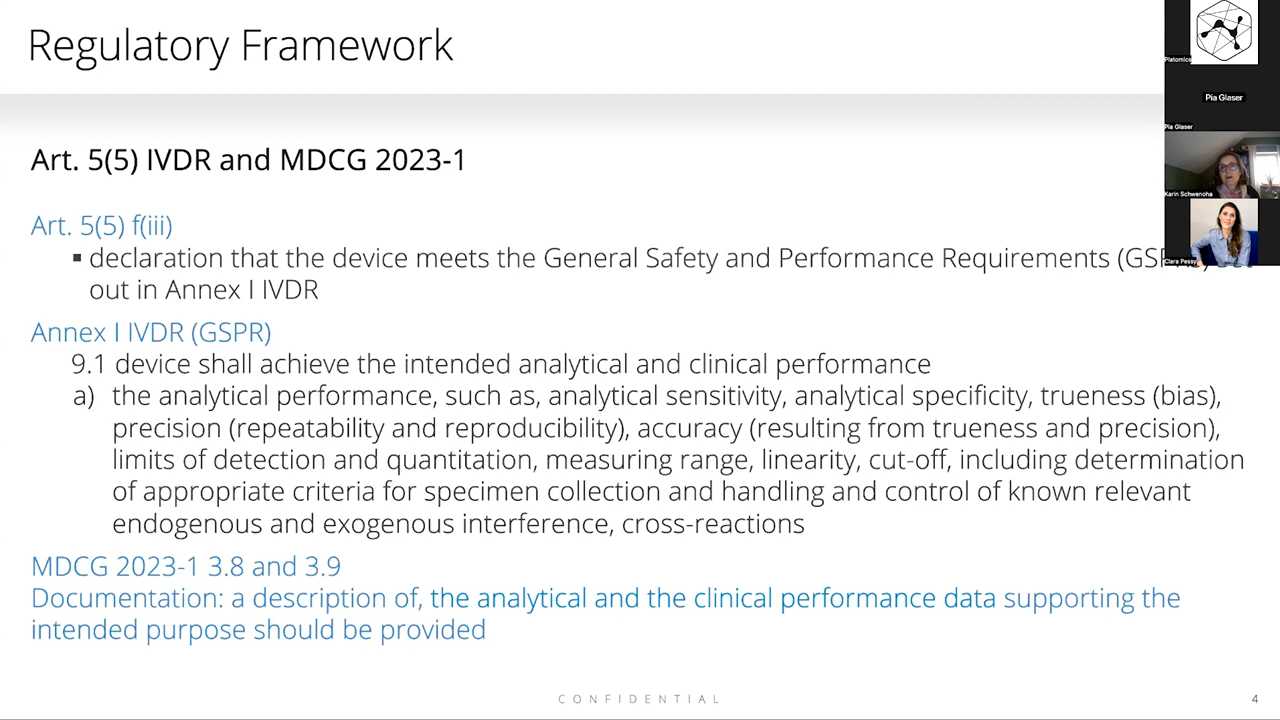 Regulatory Framework
Art. 5(5) IVDR and MDCG 2023-1
Art. 5(5) f(iii)
▪ declaration that the device meets the General Safety and Performance Requirements
out in Annex I IVDR
Annex I IVDR (GSPR)
9.1 device shall achieve the intended analytical and clinical performance
a) the analytical performance, such as, analytical sensitivity, analytical specificity, trueness (bias),
precision (repeatability and reproducibility), accuracy (resulting from trueness and precision),
limits of detection and quantitation, measuring range, linearity, cut-off, including determination
of appropriate criteria for specimen collection and handling and control of known relevant
endogenous and exogenous interference, cross-reactions
MDCG 2023-1 3.8 and 3.9
Documentation: a description of, the analytical and the clinical performance data supporting the
intended purpose should be provided
CONFIDENTIAL
4
Platomics
Pia Glaser
Pia Glaser
Karin Schwenoha
Clara Pessy